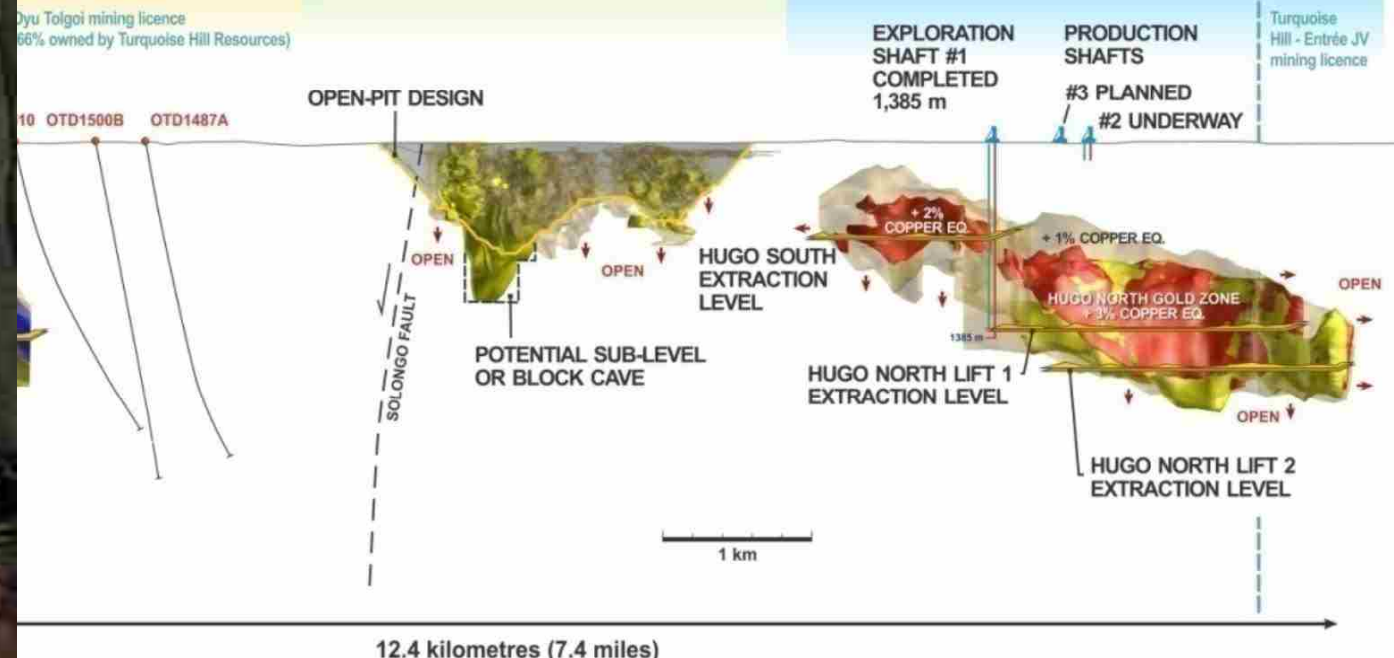 Oyu Tolgoi mining licence
66% owned by Turquoise Hill Resources)
Turquoise
Hill - Entrée JV
mining licence
EXPLORATION
SHAFT #1
COMPLETED
1,385 m
PRODUCTION
SHAFTS
#3 PLANNED
#2 UNDERWAY
OPEN-PIT DESIGN
10 OTD1500B OTD1487A
+ 2%
COPPER EQ.
+ 1% COPPER EQ.
OPEN
OPEN
HUGO SOUTH
EXTRACTION
LEVEL
OPEN
HUGO NORTH GOLD ZONE
+ 3% COPPER EQ.
1385 m
SOLONGO FAULT
POTENTIAL SUB-LEVEL
OR BLOCK CAVE
HUGO NORTH LIFT 1
EXTRACTION LEVEL
OPEN
HUGO NORTH LIFT 2
EXTRACTION LEVEL
1 km
12.4 kilometres (7.4 miles)